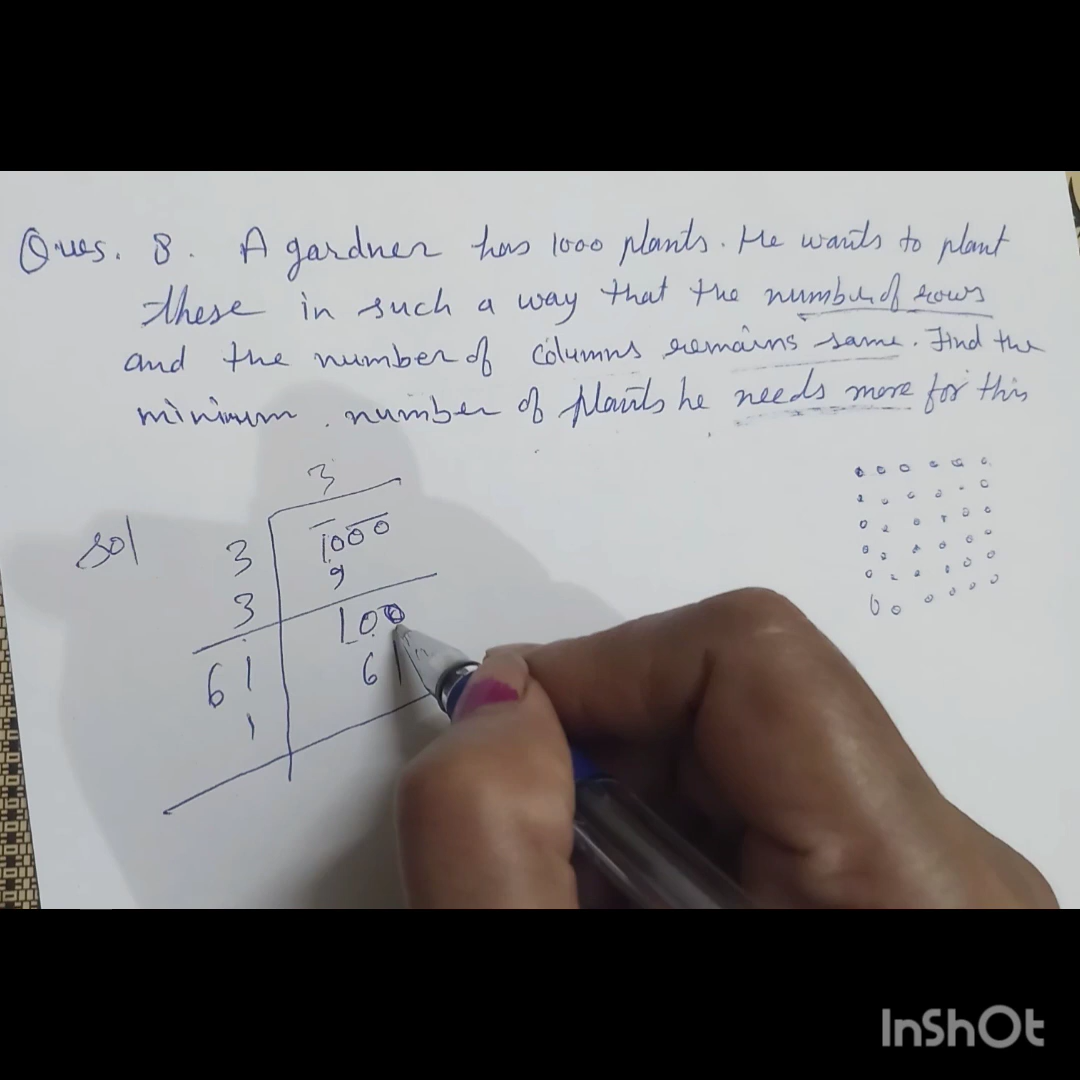 Ques. 8. A gardner has 1000 plants. He wants to plant
these in such a way that the number of rows
and the number of columns remains same. Find the
minimum number of plants he needs more for this
3
sol 3 1000
9
3 100
61 61
1
InShOt